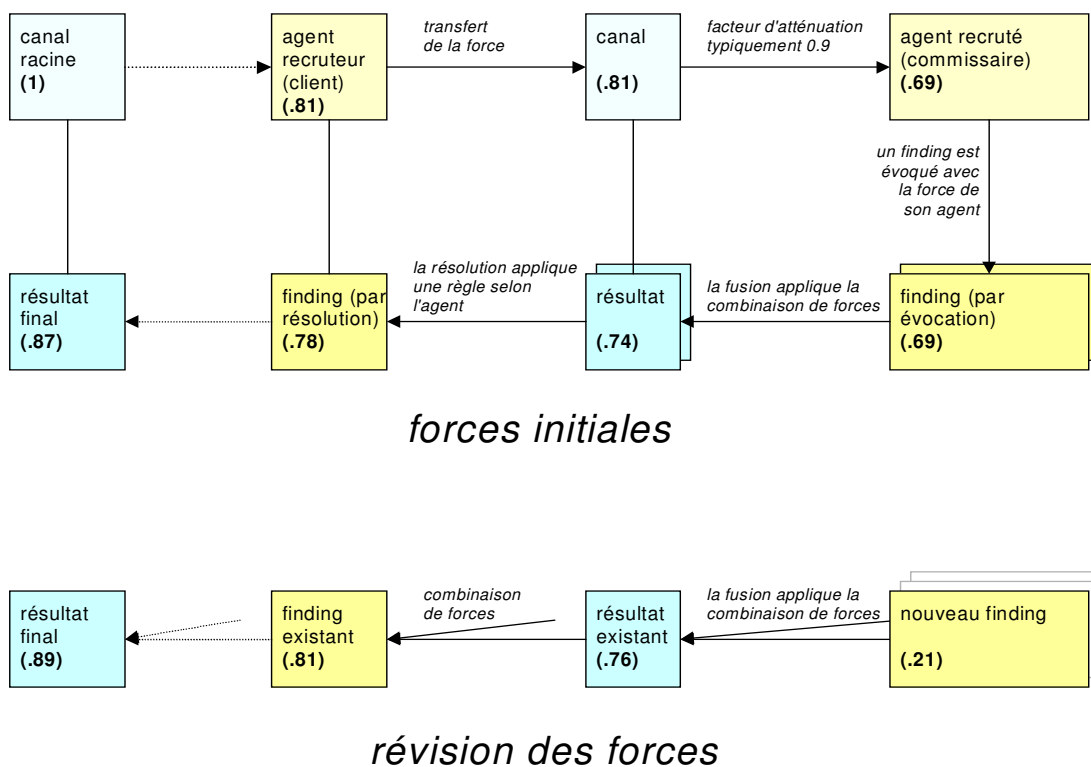 canal
racine
(1)
agent
recruteur
(client)
(.81)
transfert
de la force
canal
(.81)
facteur d'atténuation
typiquement 0.9
agent recruté
(commissaire)
(.69)
un finding est
évoqué avec
la force de
son agent
résultat
final
(.87)
finding (par
résolution)
(.78)
la résolution applique
une règle selon
l'agent
résultat
(.74)
la fusion applique la
combinaison de forces
finding (par
évocation)
(.69)
forces initiales
résultat
final
(.89)
finding
existant
(.81)
combinaison
de forces
résultat
existant
(.76)
la fusion applique la
combinaison de forces
nouveau finding
(.21)
révision des forces